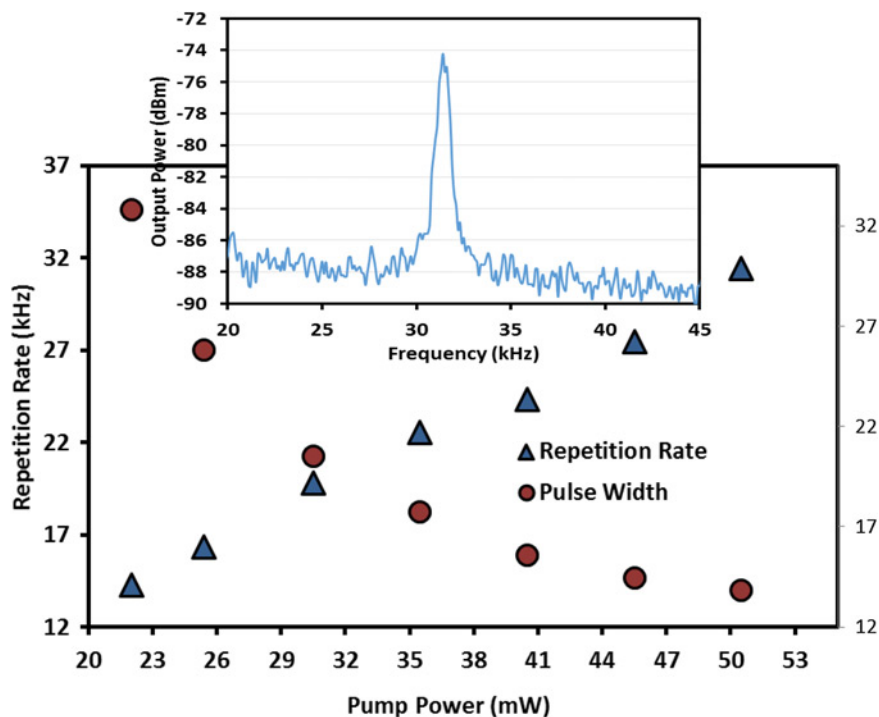 -72
-74
-76
-78
-80
-82
-84
-86
-88
-90
Output Power (dBm)
20 25 30 35 40 45
Frequency (kHz)
37
32
27
22
17
12
Repetition Rate (kHz)
32
27
22
17
12
Repetition Rate
Pulse Width
20 23 26 29 32 35 38 41 44 47 50 53
Pump Power (mW)